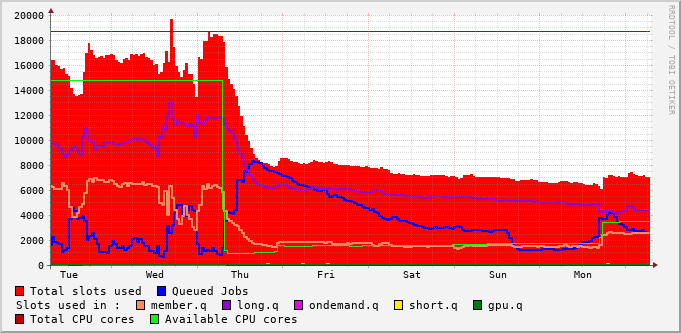 RRDTOOL / TOBI OETIKER
20000
18000
16000
14000
12000
10000
8000
6000
4000
2000
0
Tue Wed Thu Fri Sat Sun Mon
Total slots used Queued Jobs
Slots used in : member.q long.q ondemand.q short.q gpu.q
Total CPU cores Available CPU cores